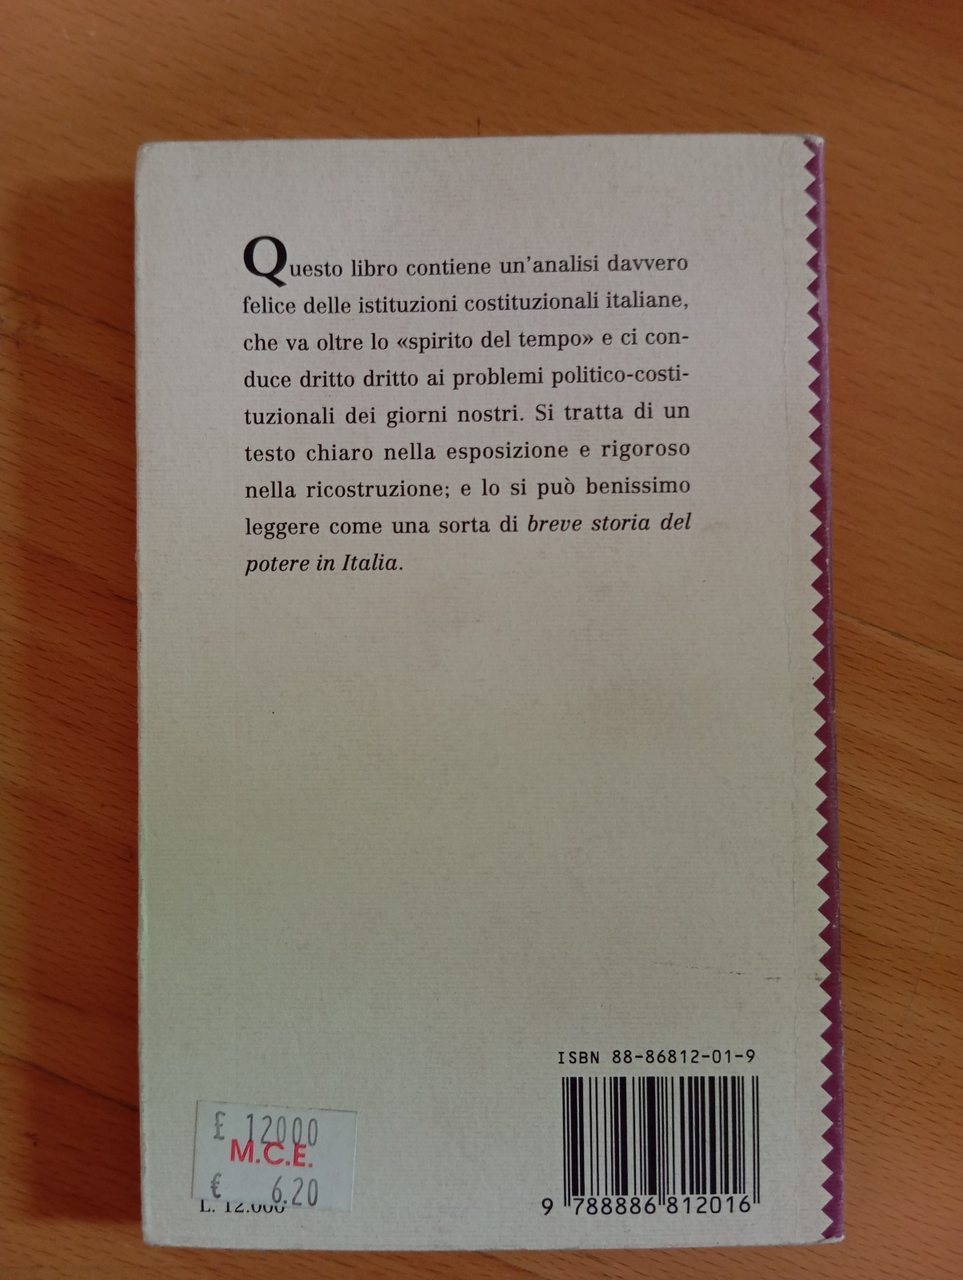 Questo libro contiene un'analisi davvero
felice delle istituzioni costituzionali italiane,
che va oltre lo «spirito del tempo» e ci con-
duce dritto dritto ai problemi politico-costi-
tuzionali dei giorni nostri. Si tratta di un
testo chiaro nella esposizione e rigoroso
nella ricostruzione; e lo si può benissimo
leggere come una sorta di breve storia del
potere in Italia.
ISBN 88-86812-01-9
9 788886 812016
£ 12000
M.C.E.
€ 6.20
L. 12.000